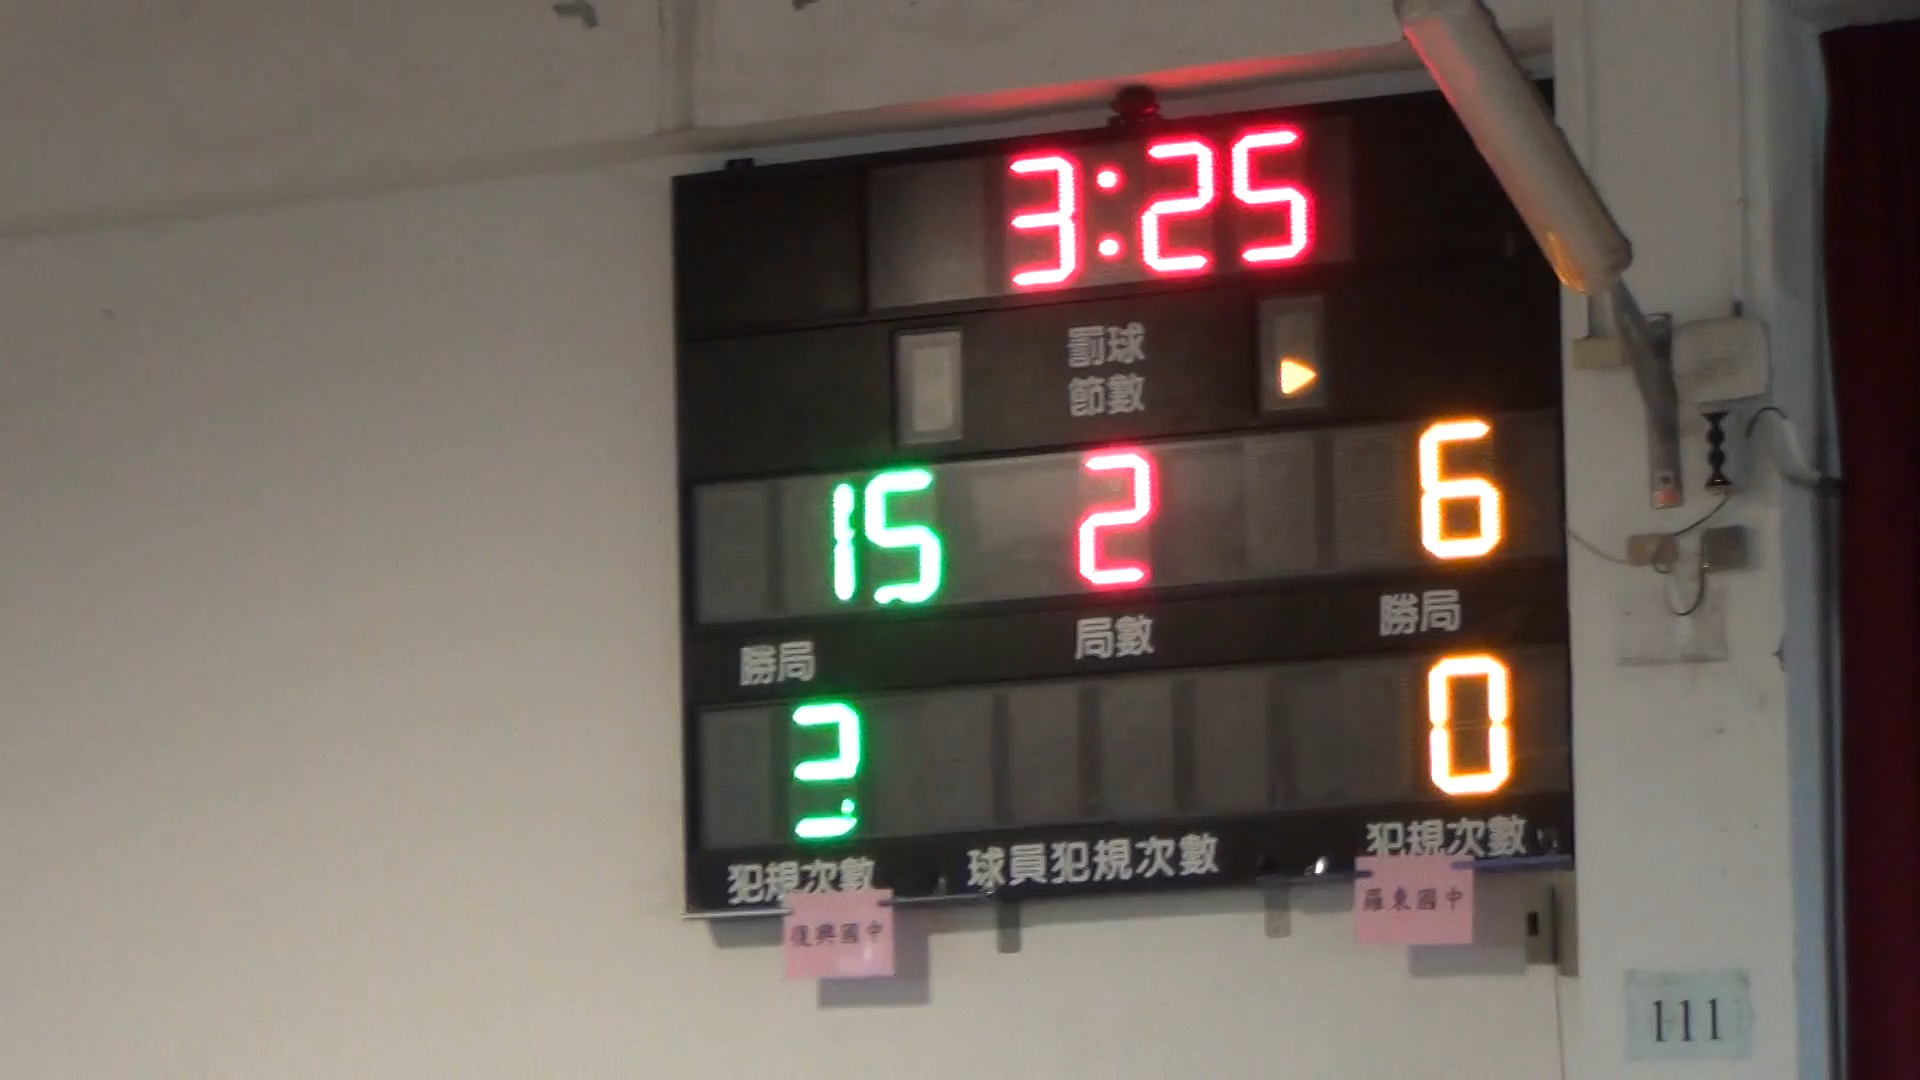 3:25
罰球
節數
15 2 6
勝局 局數 勝局
2 0
犯規次數 球員犯規次數 犯規次數
復興國中 羅東國中
111